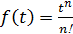 f(t) = tⁿ/n!